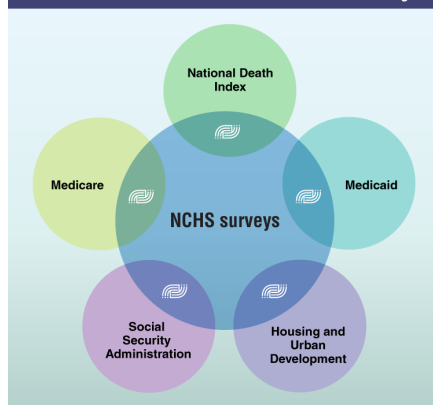 National Death
Index
Medicare
Medicaid
NCHS surveys
Social
Security
Administration
Housing and
Urban
Development